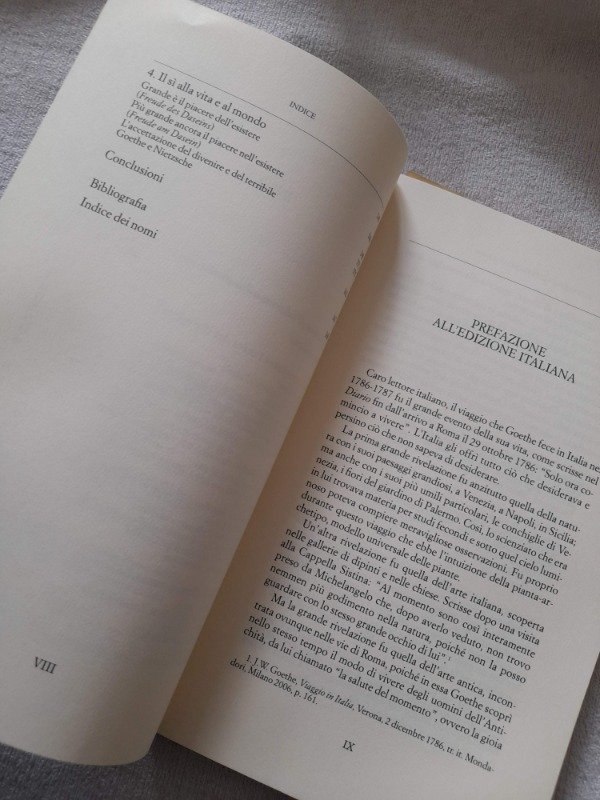 INDICE
4. Il sì alla vita e al mondo
Grande è il piacere dell'esistere
(Freude des Daseins)
Più grande ancora il piacere nell'esistere
(Freude am Dasein)
L'accettazione del divenire e del terribile
Goethe e Nietzsche
Conclusioni
Bibliografia
Indice dei nomi
VIII
PREFAZIONE
ALL'EDIZIONE ITALIANA
Caro lettore italiano, il viaggio che Goethe fece in Italia nel
1786-1787 fu il grande evento della sua vita, come scrisse nel
Diario fin dall'arrivo a Roma il 29 ottobre 1786: "Solo ora co-
mincio a vivere". L'Italia gli offrì tutto ciò che desiderava e
persino ciò che non sapeva di desiderare.
La prima grande rivelazione fu anzitutto quella della natu-
ra con i suoi paesaggi grandiosi, a Venezia, a Napoli, in Sicilia:
ma anche con i suoi più umili particolari, le conchiglie di Ve-
nezia, i fiori del giardino di Palermo. Così, lo scienziato che era
in lui trovava materia per studi fecondi e sotto quel cielo lumi-
noso poteva compiere meravigliose osservazioni. Fu proprio
durante questo viaggio che ebbe l'intuizione della pianta-ar-
chetipo, modello universale delle piante.
Un'altra rivelazione fu quella dell'arte italiana, scoperta
nelle gallerie di dipinti e nelle chiese. Scrisse dopo una visita
alla Cappella Sistina: "Al momento sono così interamente
preso da Michelangelo che, dopo averlo veduto, non trovo
nemmen più godimento nella natura, poiché non la posso
guardare con lo stesso grande occhio di lui".¹
Ma la grande rivelazione fu quella dell'arte antica, incon-
trata ovunque nelle vie di Roma, poiché in essa Goethe scoprì
nello stesso tempo il modo di vivere degli uomini dell'Anti-
chità, da lui chiamato "la salute del momento", ovvero la gioia
1. J.W. Goethe, Viaggio in Italia, Verona, 2 dicembre 1786, tr. it. Monda-
dori, Milano 2006, p. 161.
IX